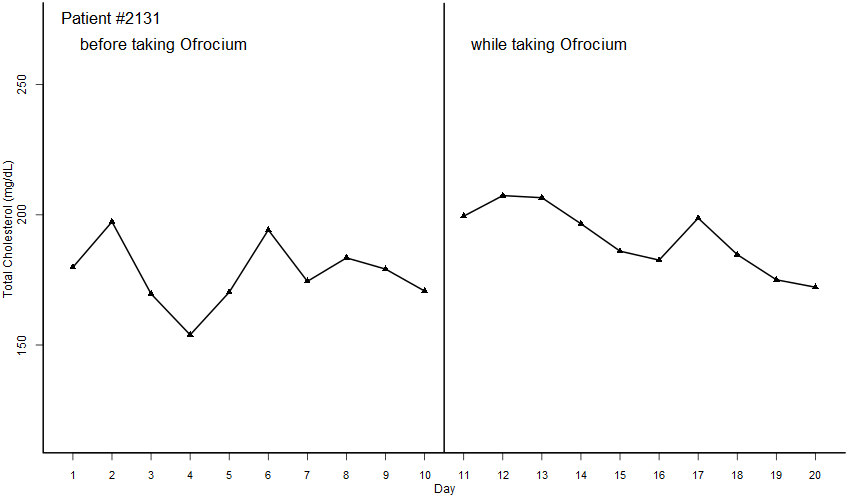 Patient #2131
before taking Ofrocium
while taking Ofrocium
Total Cholesterol (mg/dL)
250
200
150
1 2 3 4 5 6 7 8 9 10 11 12 13 14 15 16 17 18 19 20
Day